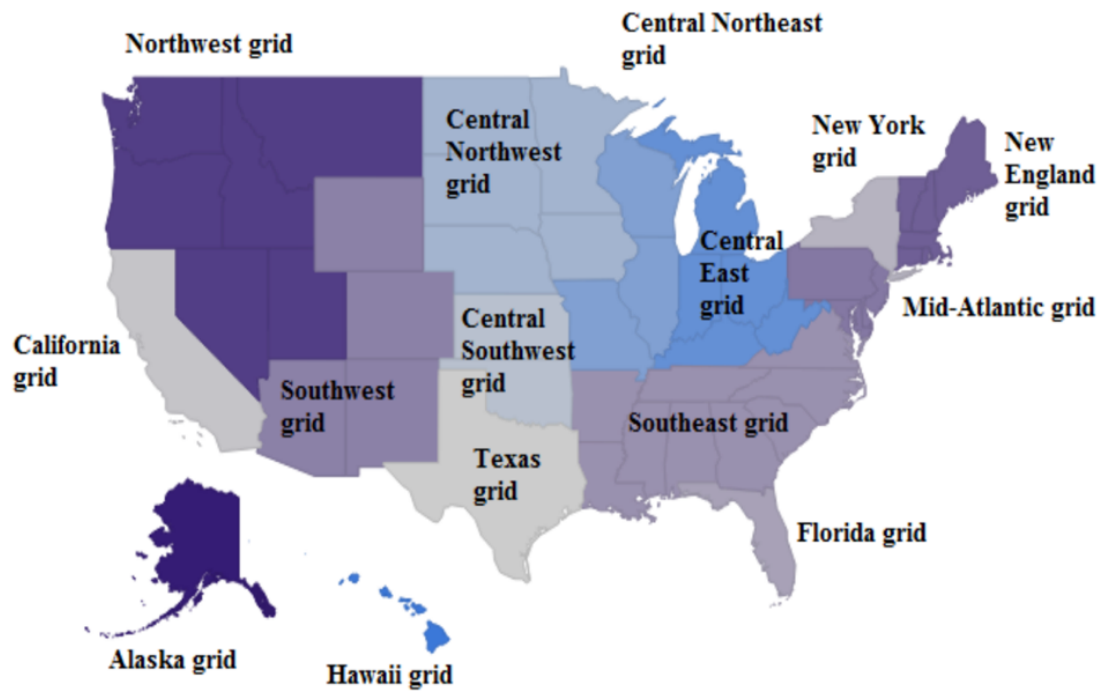 Northwest grid
Central Northeast
grid
Central
Northwest
grid
New York
grid
New
England
grid
Central
East
grid
Mid-Atlantic grid
California
grid
Central
Southwest
grid
Southwest
grid
Southeast grid
Texas
grid
Florida grid
Alaska grid
Hawaii grid